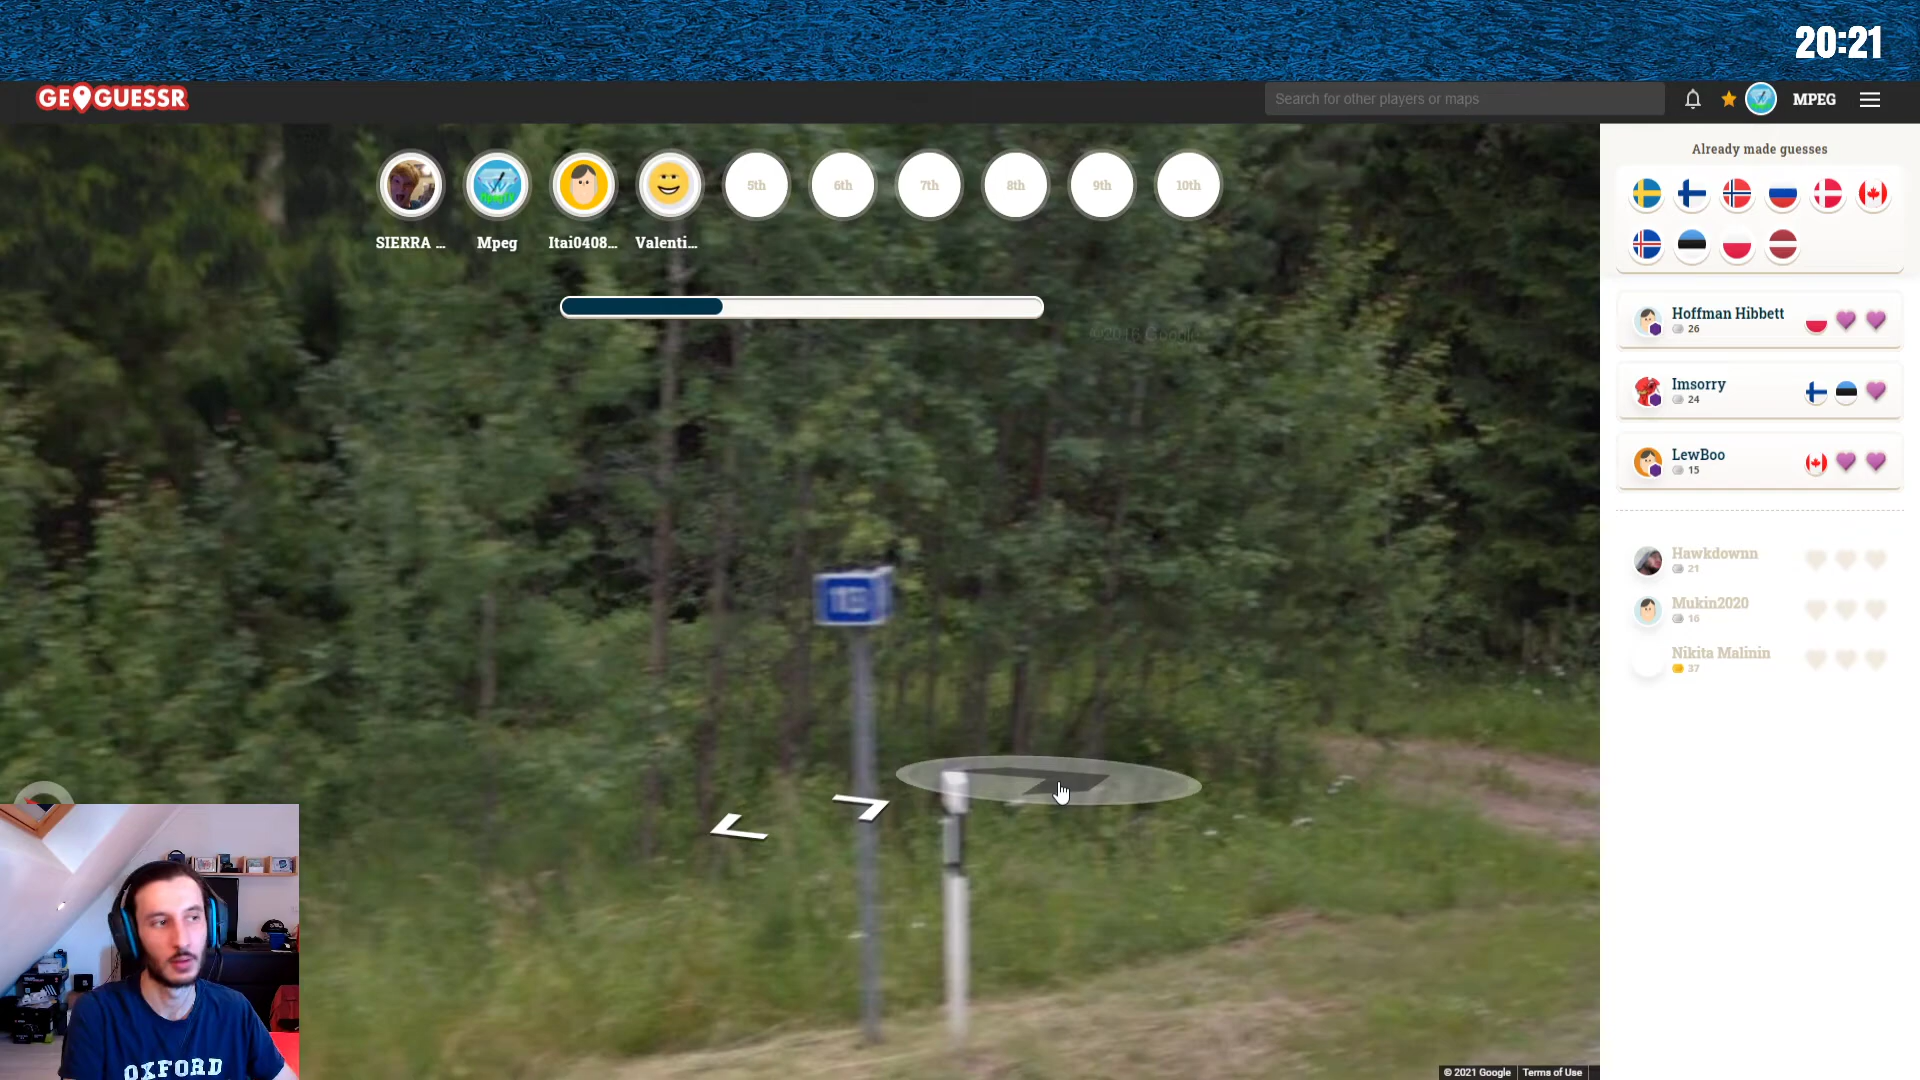 20:21
GEOGUESSR
Search for other players or maps
MPEG
Already made guesses
5th
6th
7th
8th
9th
10th
SIERRA ...
Mpeg
Itai0408...
Valenti...
©2016 Google
Hoffman Hibbett
26
Imsorry
24
LewBoo
15
Hawkdownn
21
Mukin2020
16
Nikita Malinin
37
OXFORD
© 2021 Google
Terms of Use